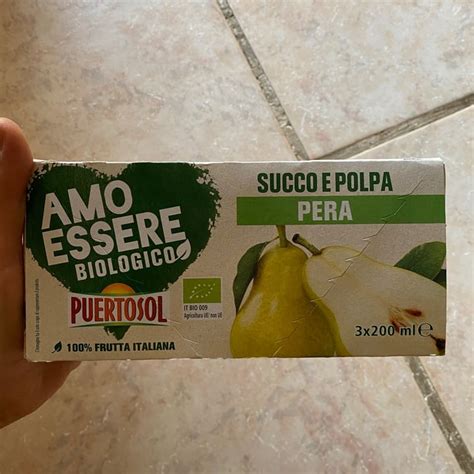 AMO
ESSERE
BIOLOGICO
PUERTOSOL
100% FRUTTA ITALIANA
IT BIO 009
Agricoltura UE/ non UE
SUCCO E POLPA
PERA
3x200 ml e